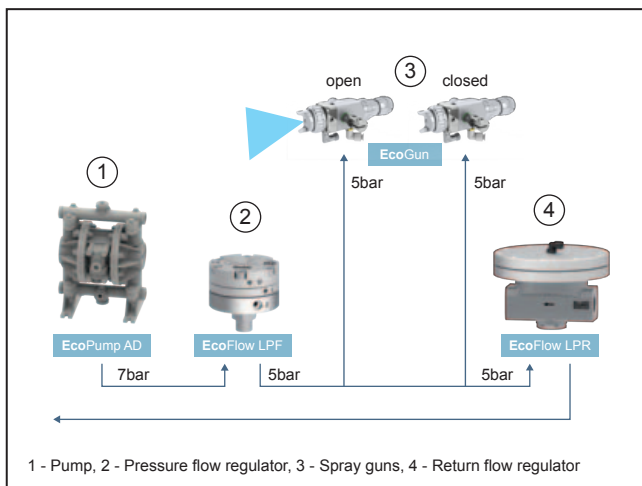 3
open
closed
EcoGun
1
5bar
5bar
2
4
EcoPump AD
EcoFlow LPF
EcoFlow LPR
7bar
5bar
5bar
1 - Pump, 2 - Pressure flow regulator, 3 - Spray guns, 4 - Return flow regulator